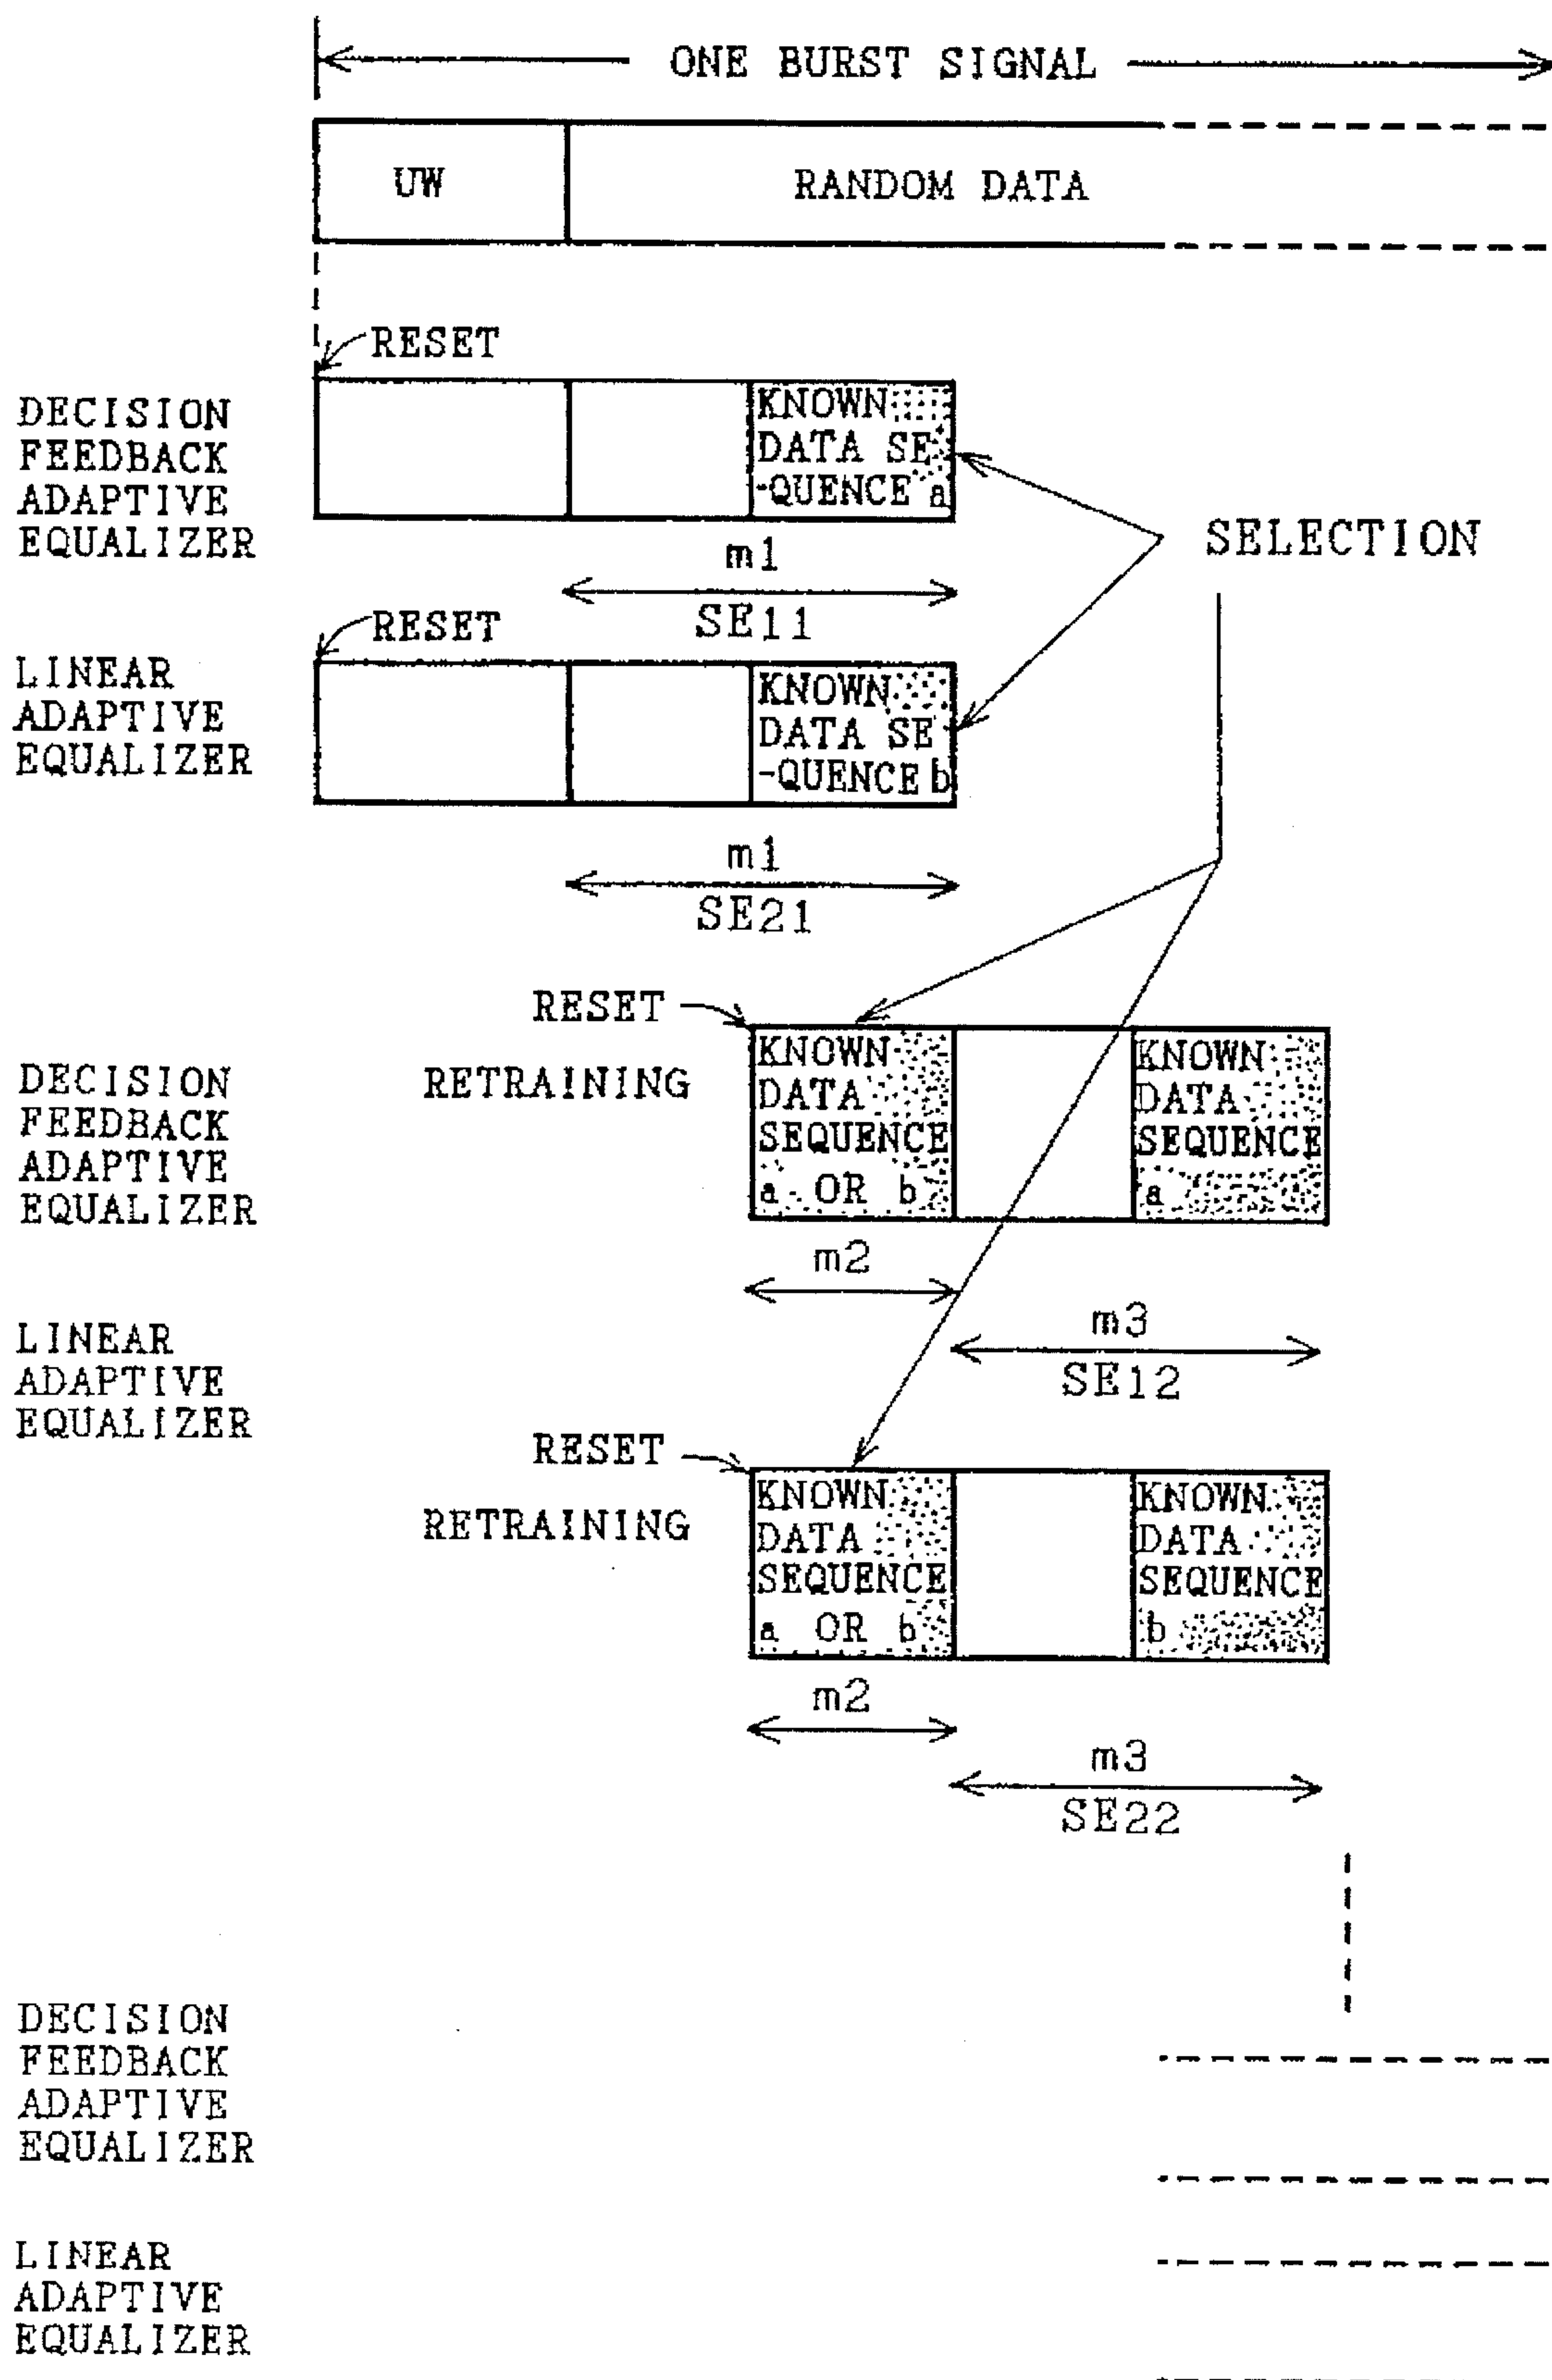 ONE BURST SIGNAL
UW
RANDOM DATA
RESET
DECISION
FEEDBACK
ADAPTIVE
EQUALIZER
KNOWN
DATA SE
-QUENCE a
SELECTION
m1
SE11
RESET
LINEAR
ADAPTIVE
EQUALIZER
KNOWN
DATA SE
-QUENCE b
m1
SE21
RESET
RETRAINING
DECISION
FEEDBACK
ADAPTIVE
EQUALIZER
KNOWN
DATA
SEQUENCE
a OR b
KNOWN
DATA
SEQUENCE
a
m2
m3
SE12
LINEAR
ADAPTIVE
EQUALIZER
RESET
RETRAINING
KNOWN
DATA
SEQUENCE
a OR b
KNOWN
DATA
SEQUENCE
b
m2
m3
SE22
DECISION
FEEDBACK
ADAPTIVE
EQUALIZER
LINEAR
ADAPTIVE
EQUALIZER